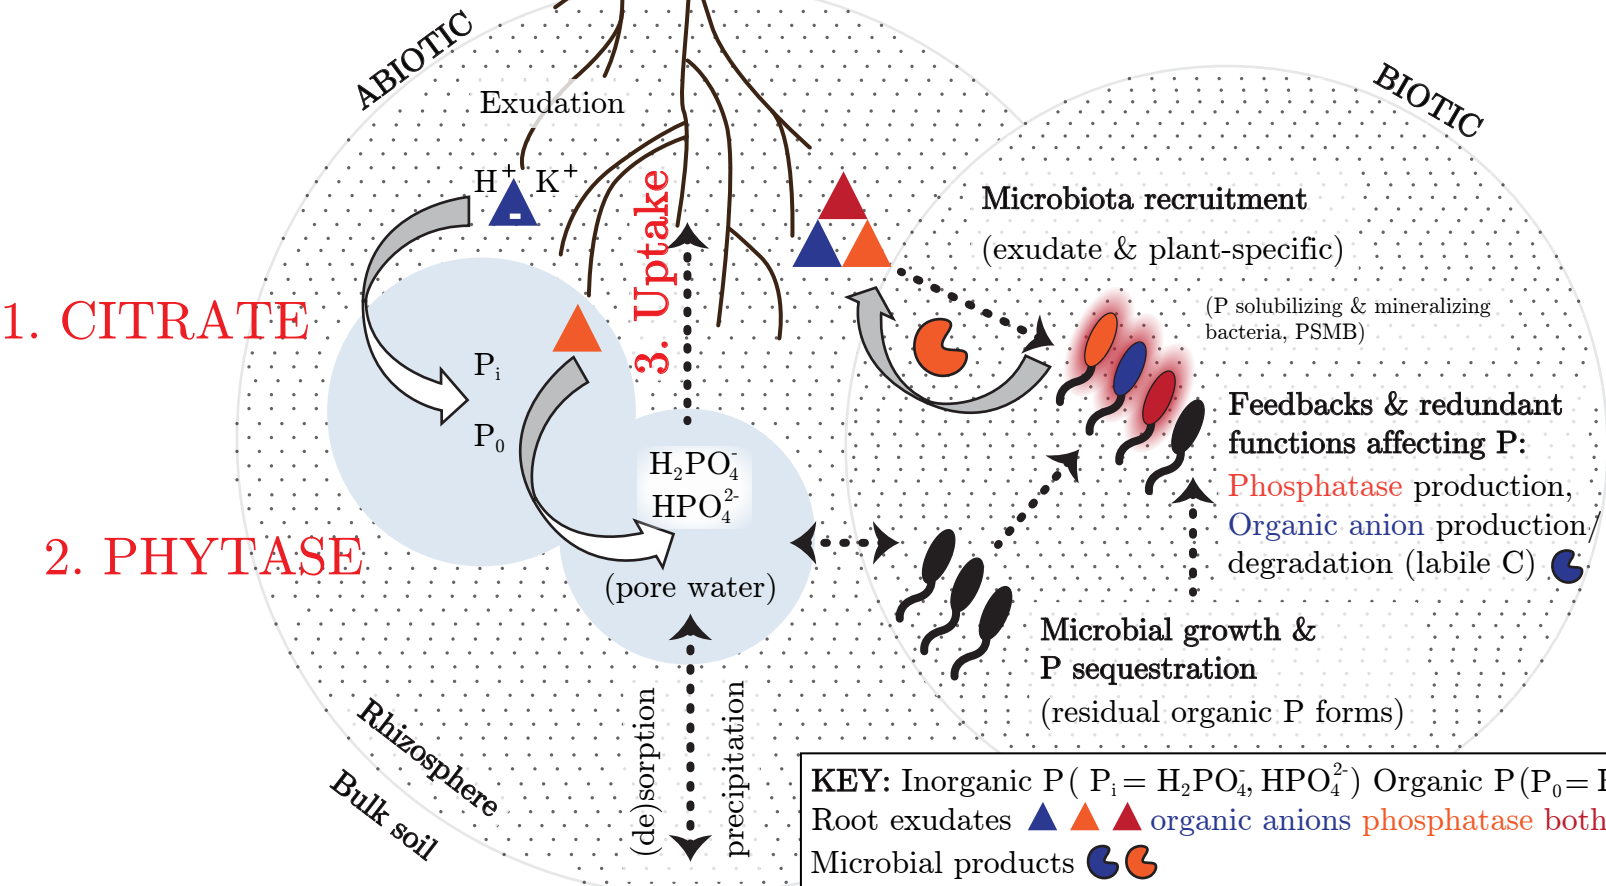 ABIOTIC
BIOTIC
Exudation
H⁺ K⁺
-
1. CITRATE
2. PHYTASE
3. Uptake
Pᵢ
P₀
H₂PO₄⁻
HPO₄²⁻
(pore water)
(de)sorption
precipitation
Rhizosphere
Bulk soil
Microbiota recruitment
(exudate & plant-specific)
(P solubilizing & mineralizing
bacteria, PSMB)
Feedbacks & redundant
functions affecting P:
Phosphatase production,
Organic anion production/
degradation (labile C)
Microbial growth &
P sequestration
(residual organic P forms)
KEY: Inorganic P ( Pᵢ = H₂PO₄⁻, HPO₄²⁻ ) Organic P (P₀ =
Root exudates organic anions phosphatase both
Microbial products